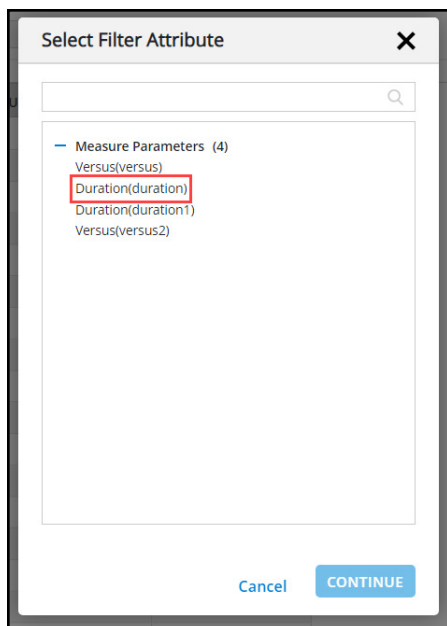 Select Filter Attribute
Measure Parameters (4)
Versus(versus)
Duration(duration)
Duration(duration1)
Versus(versus2)
Cancel
CONTINUE